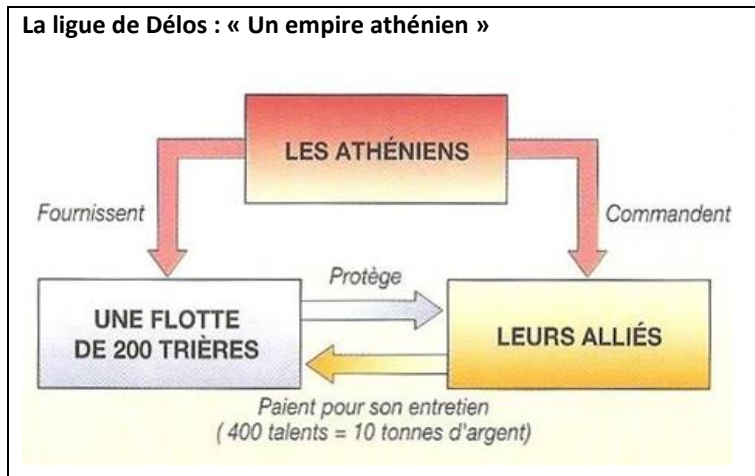 La ligue de Délos : « Un empire athénien »
LES ATHÉNIENS
Fournissent
Commandent
Protège
UNE FLOTTE
DE 200 TRIÈRES
LEURS ALLIÉS
Paient pour son entretien
( 400 talents = 10 tonnes d'argent)